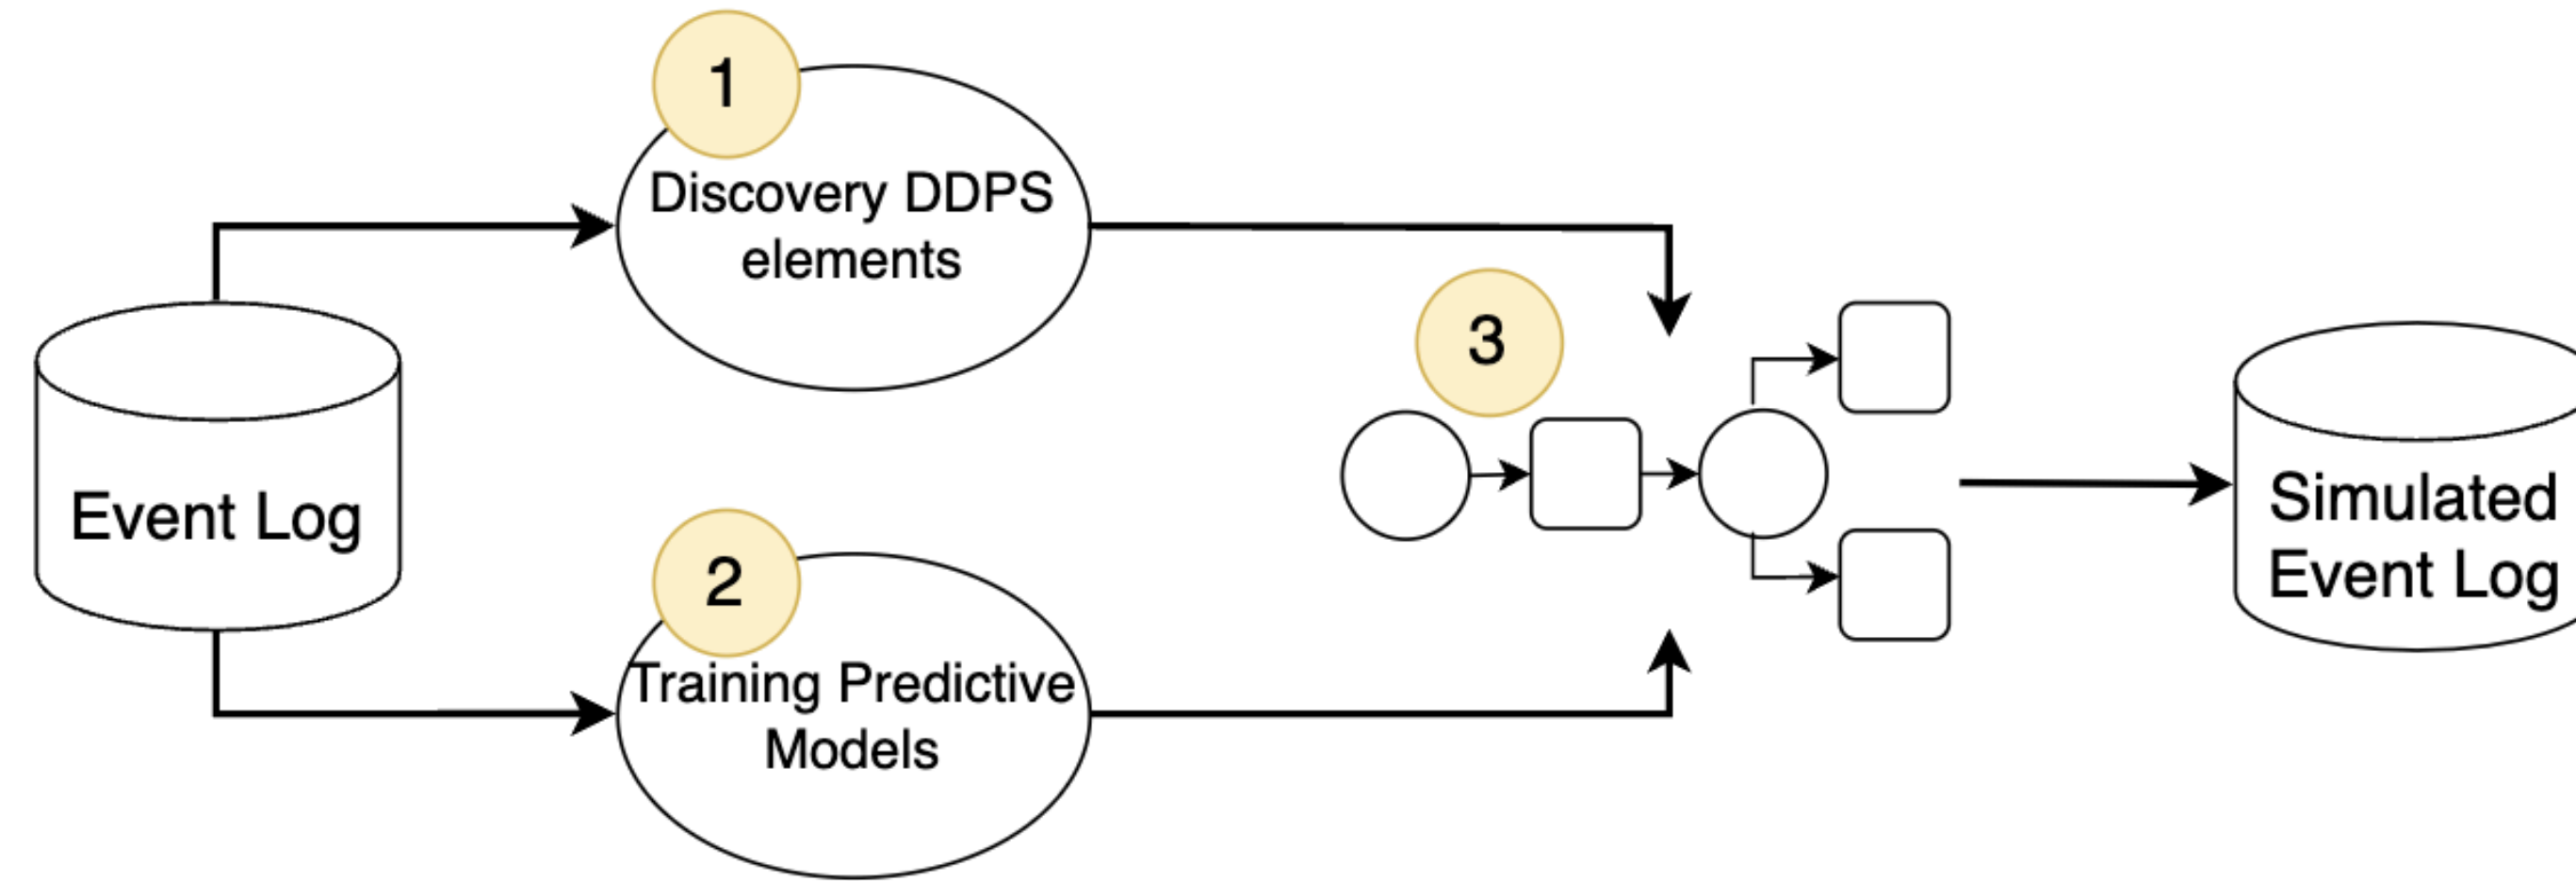 1
Discovery DDPS
elements
3
Event Log
2
Training Predictive
Models
Simulated
Event Log